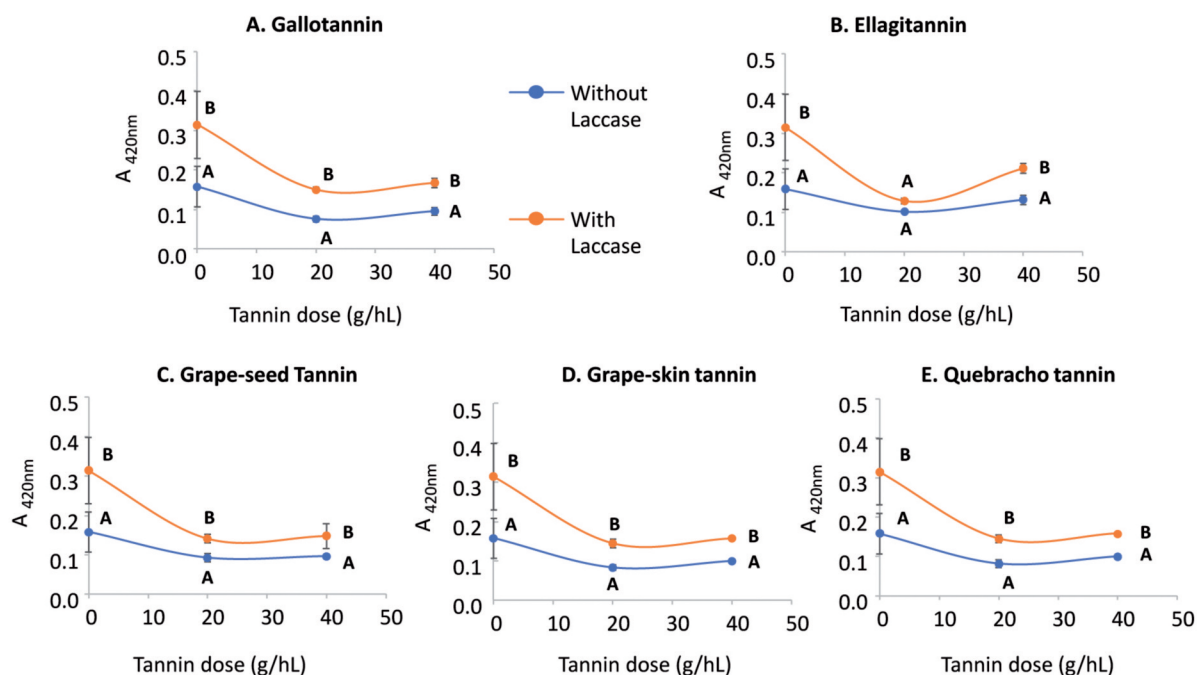 A. Gallotannin
0.5
0.4
0.3
0.2
0.1
0.0
A 420nm
B
A
B
A
B
A
0 10 20 30 40 50
Tannin dose (g/hL)
Without
Laccase
With
Laccase
B. Ellagitannin
0.5
0.4
0.3
0.2
0.1
0.0
A 420nm
B
A
A
A
B
A
0 10 20 30 40 50
Tannin dose (g/hL)
C. Grape-seed Tannin
0.5
0.4
0.3
0.2
0.1
0.0
A 420nm
B
A
B
A
B
A
0 10 20 30 40 50
Tannin dose (g/hL)
D. Grape-skin tannin
0.5
0.4
0.3
0.2
0.1
0.0
A 420nm
B
A
B
A
B
A
0 10 20 30 40 50
Tannin dose (g/hL)
E. Quebracho tannin
0.5
0.4
0.3
0.2
0.1
0.0
A 420nm
B
A
B
A
B
A
0 10 20 30 40 50
Tannin dose (g/hL)